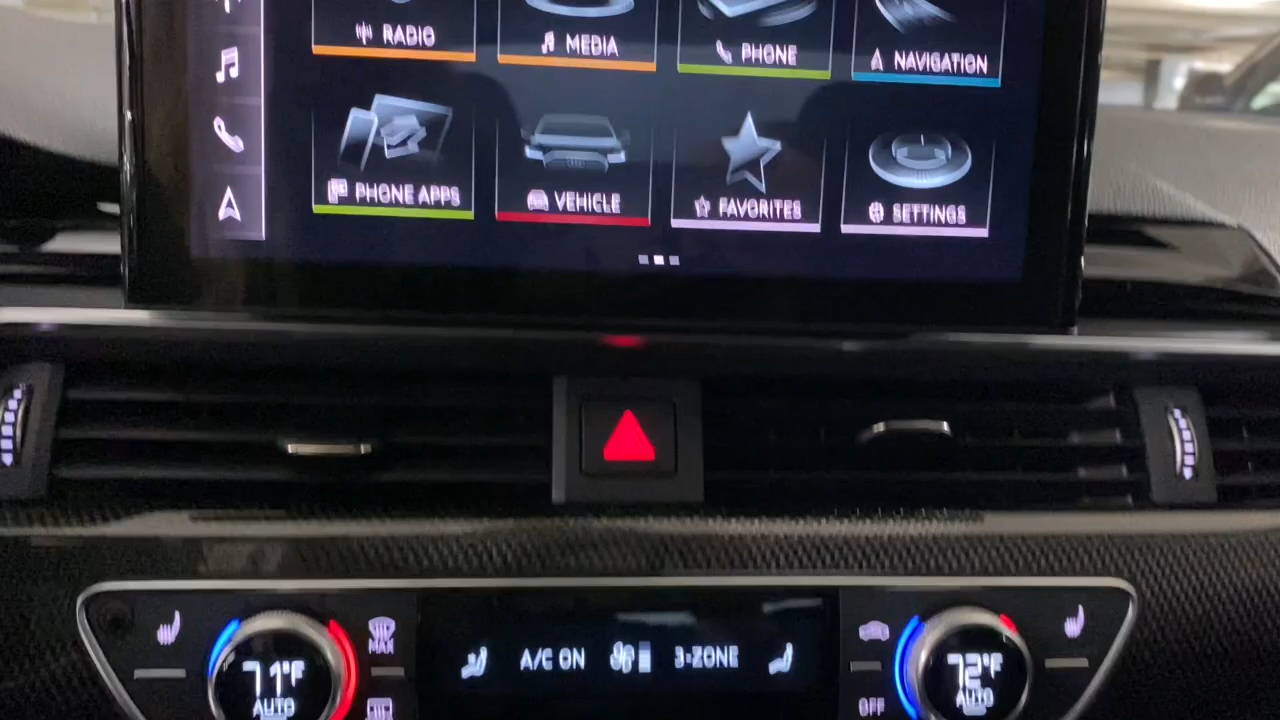 RADIO
MEDIA
PHONE
NAVIGATION
PHONE APPS
VEHICLE
FAVORITES
SETTINGS
MAX
71°F
AUTO
A/C ON
3-ZONE
OFF
72°F
AUTO